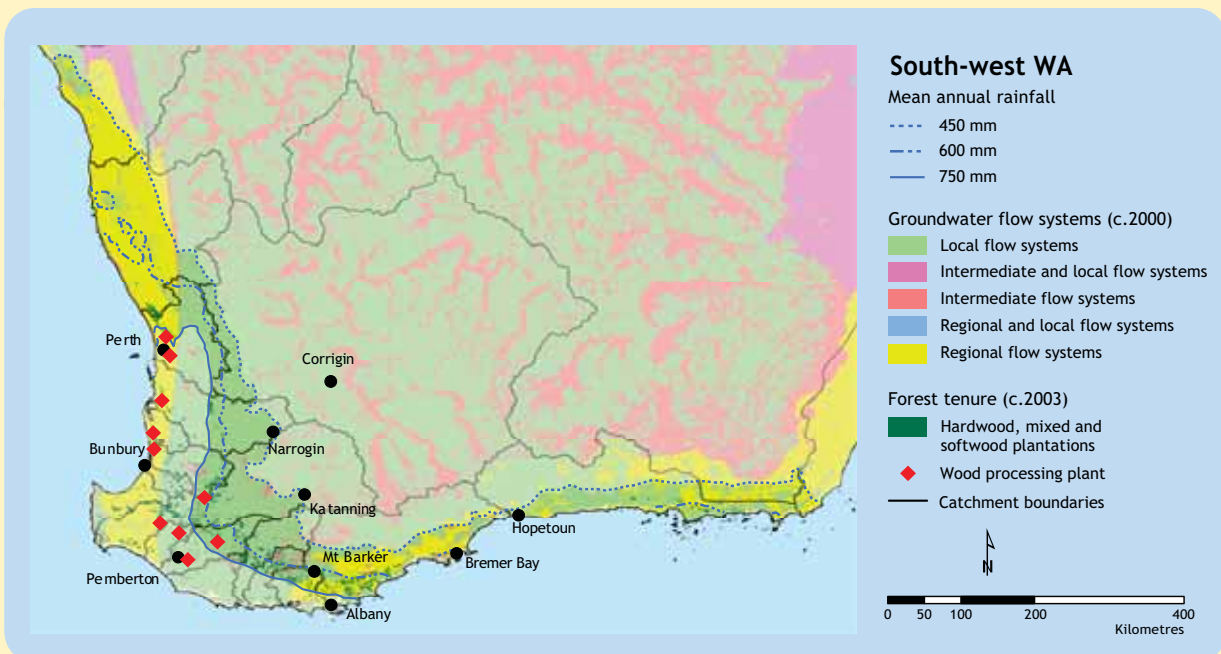 South-west WA
Mean annual rainfall
450 mm
600 mm
750 mm
Groundwater flow systems (c.2000)
Local flow systems
Intermediate and local flow systems
Intermediate flow systems
Regional and local flow systems
Regional flow systems
Forest tenure (c.2003)
Hardwood, mixed and
softwood plantations
Wood processing plant
Catchment boundaries
N
0 50 100 200 400
Kilometres
Perth
Corrigin
Bunbury
Narrogin
Katanning
Hopetoun
Mt Barker
Bremer Bay
Pemberton
Albany